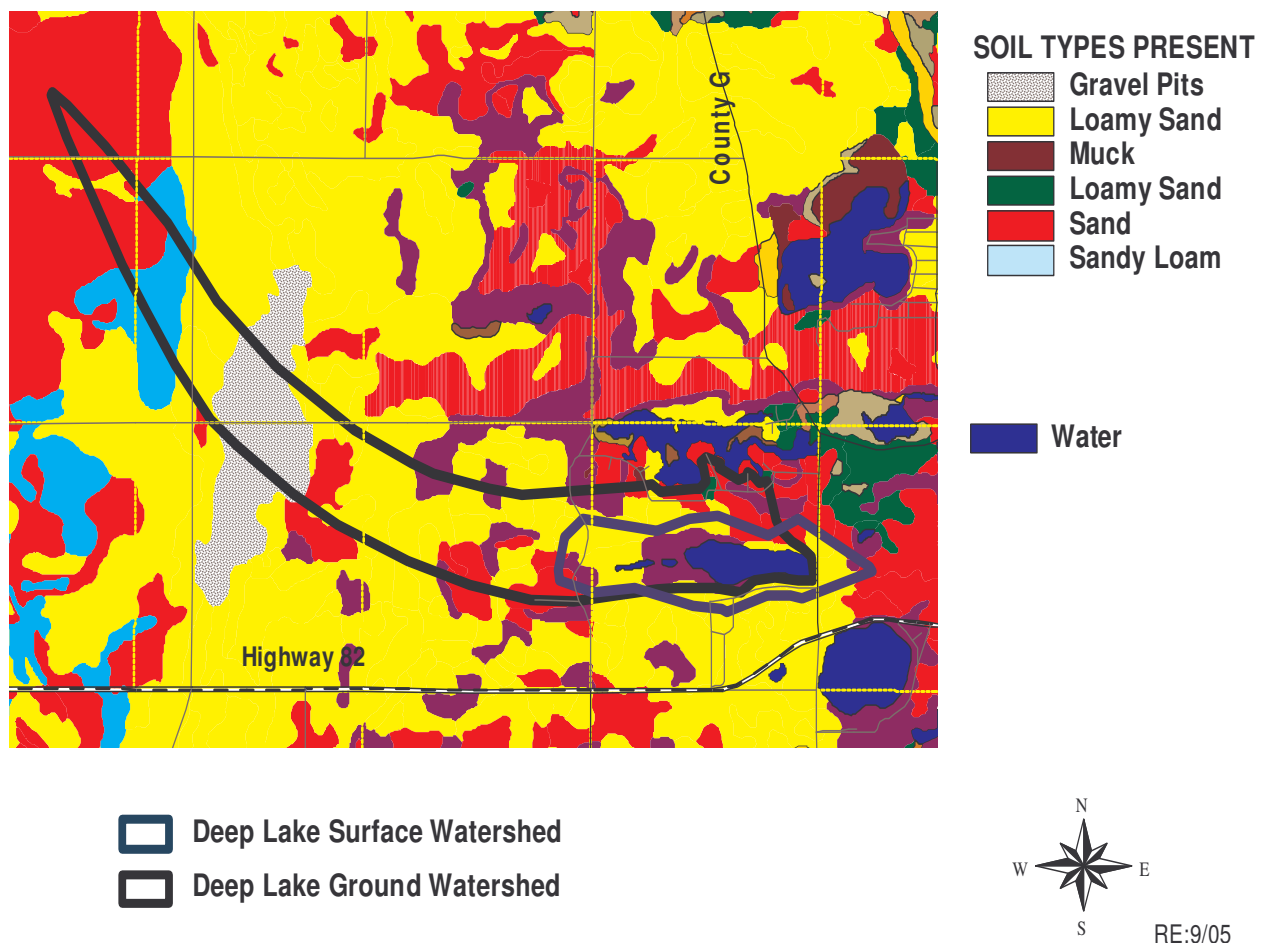 County G
SOIL TYPES PRESENT
Gravel Pits
Loamy Sand
Muck
Loamy Sand
Sand
Sandy Loam
Water
Highway 82
Deep Lake Surface Watershed
Deep Lake Ground Watershed
N
W E
S
RE:9/05